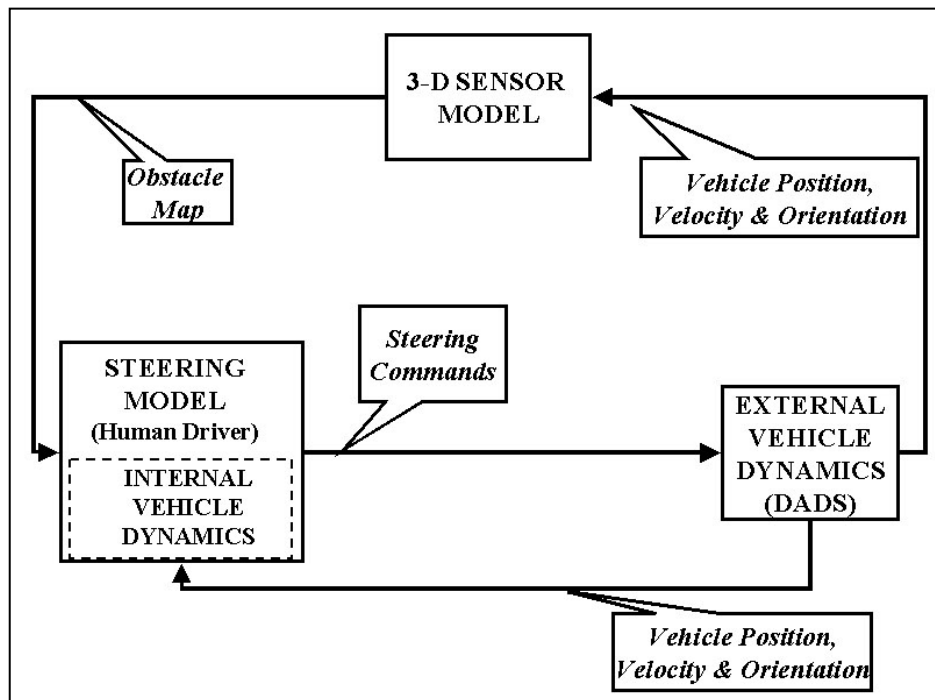 3-D SENSOR
MODEL
Obstacle
Map
Vehicle Position,
Velocity & Orientation
Steering
Commands
STEERING
MODEL
(Human Driver)
INTERNAL
VEHICLE
DYNAMICS
EXTERNAL
VEHICLE
DYNAMICS
(DADS)
Vehicle Position,
Velocity & Orientation